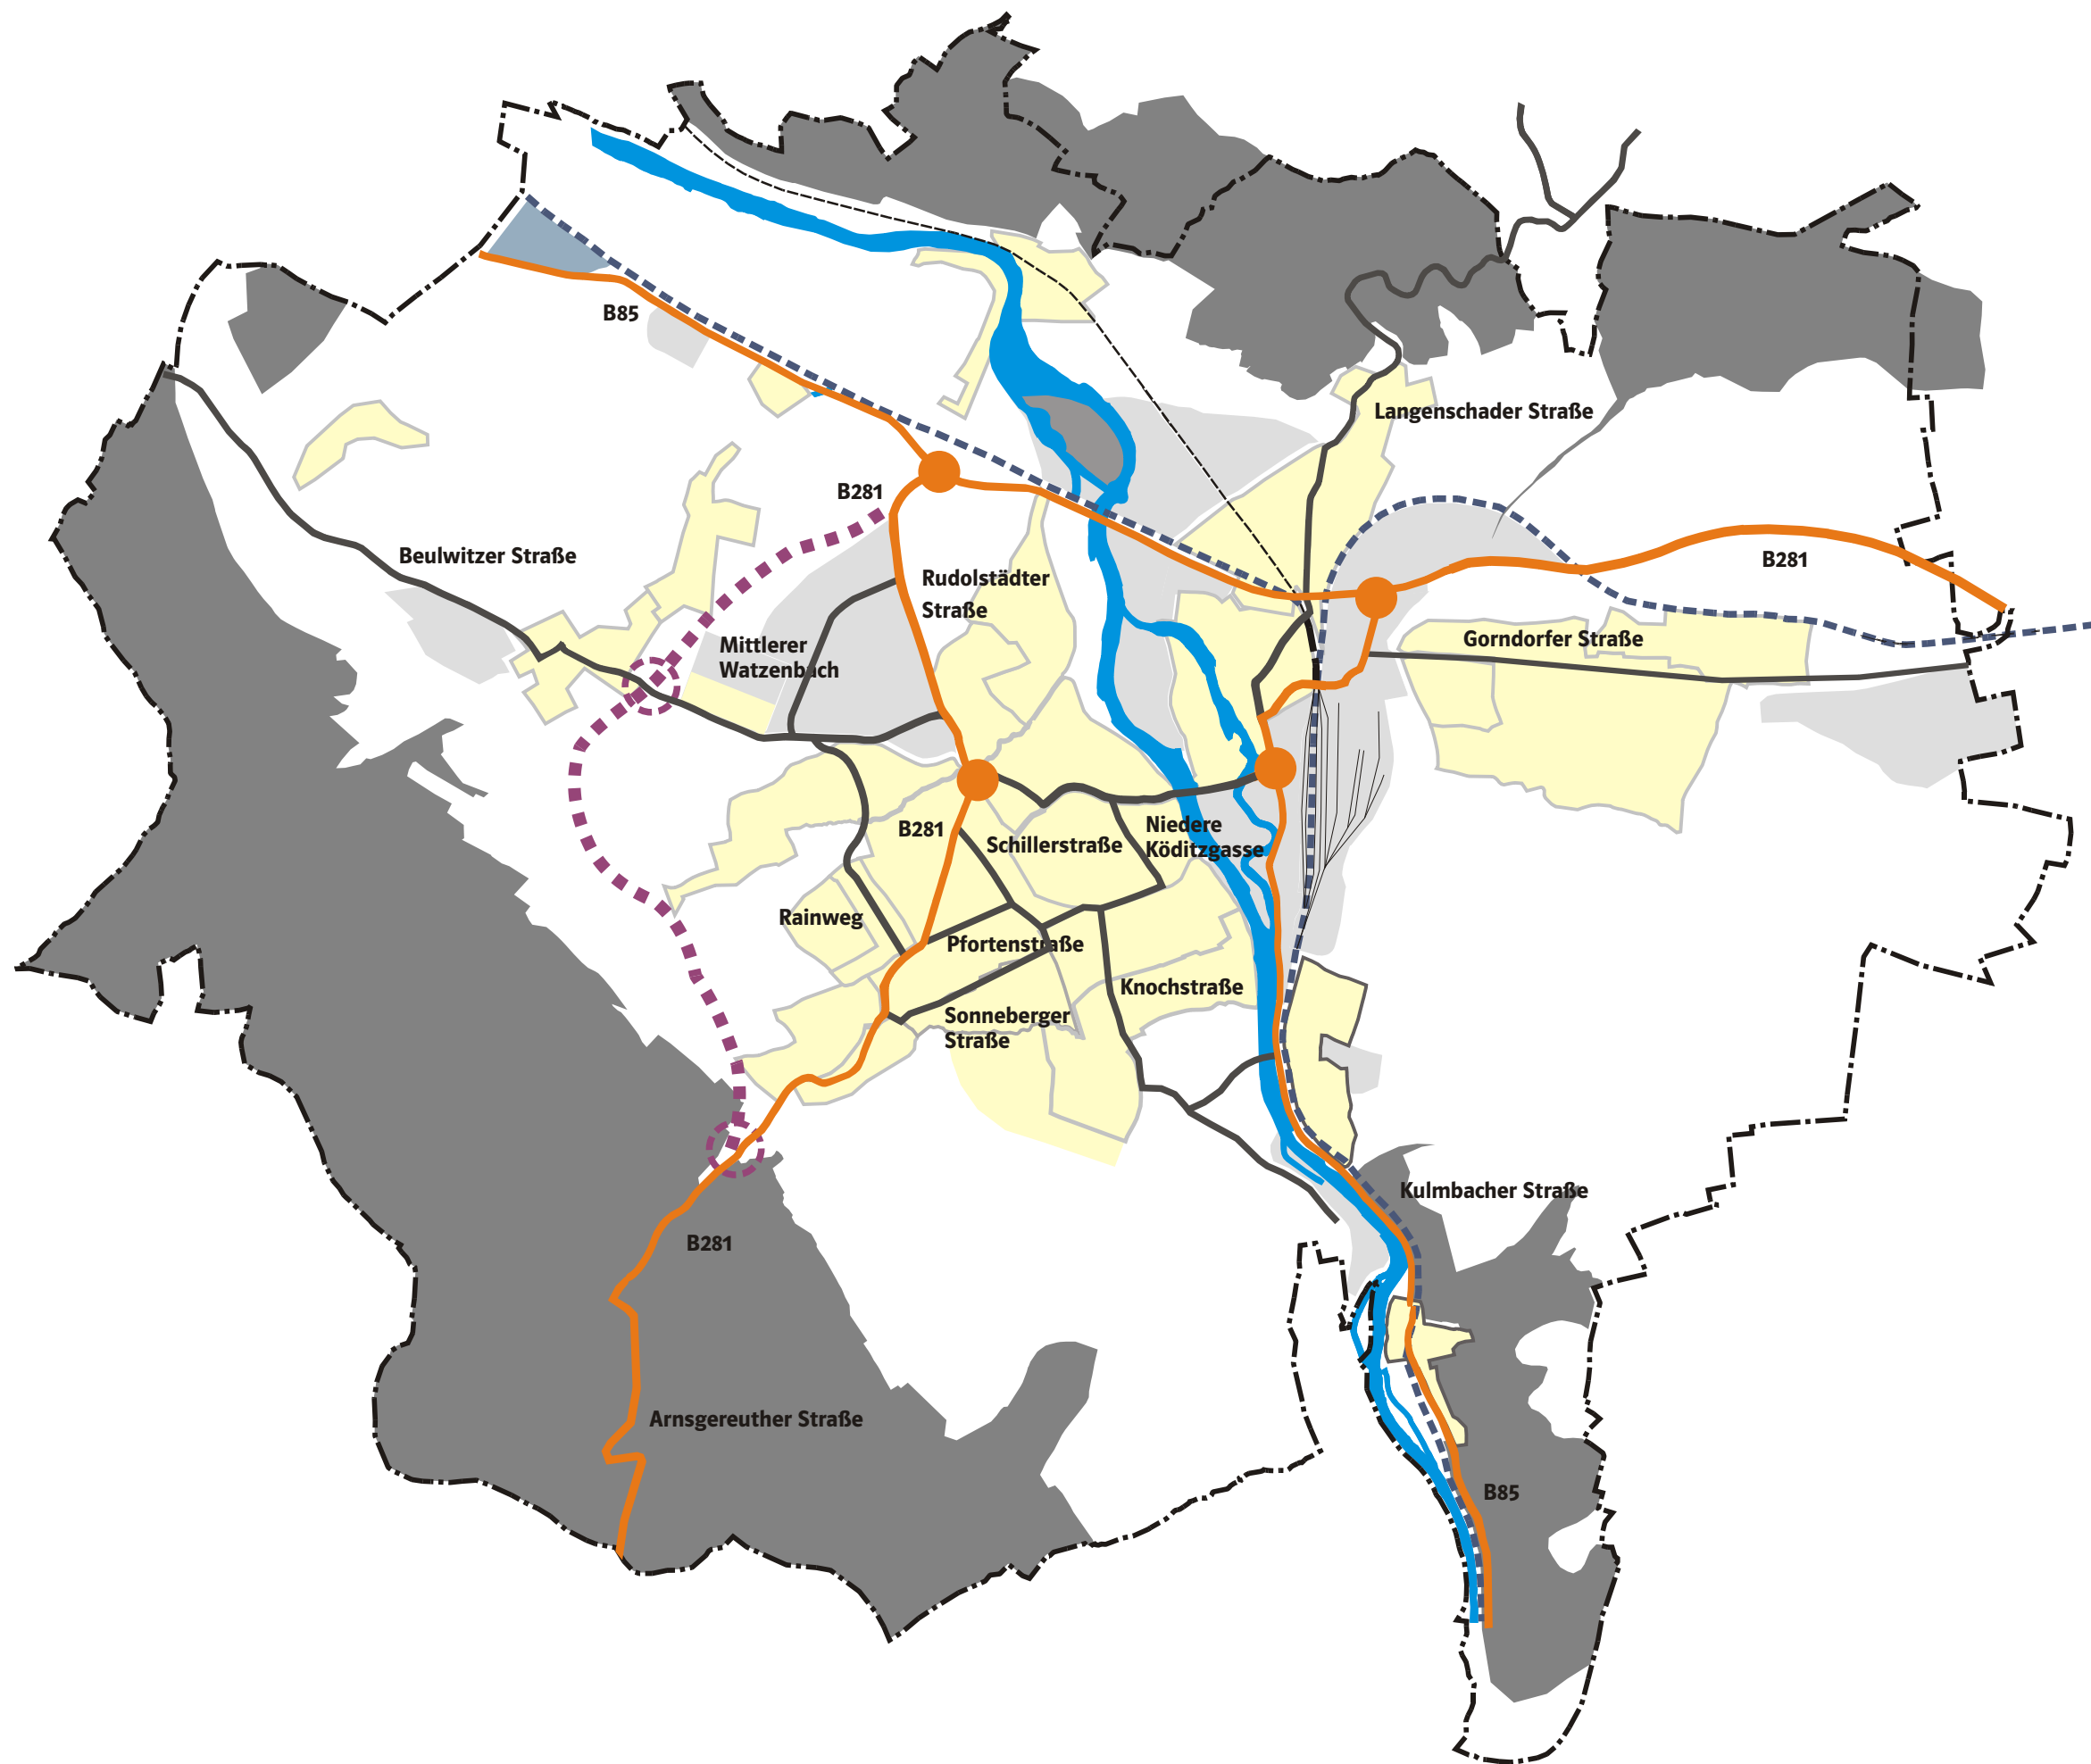 B85
Langenschader Straße
B281
Beulwitzer Straße
B281
Rudolstädter
Straße
Gorndorfer Straße
Mittlerer
Watzenbach
B281
Schillerstraße
Niedere
Köditzgasse
Rainweg
Pfortenstraße
Knochstraße
Sonneberger
Straße
Kulmbacher Straße
B281
Arnsgereuther Straße
B85